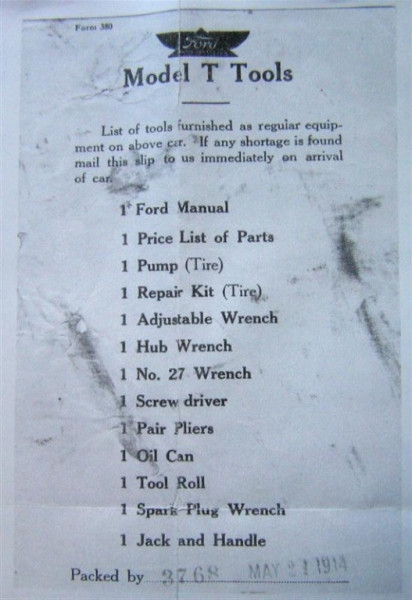 Form 380
Ford
Model T Tools
List of tools furnished as regular equip-
ment on above car. If any shortage is found
mail this slip to us immediately on arrival
of car.
1 Ford Manual
1 Price List of Parts
1 Pump (Tire)
1 Repair Kit (Tire)
1 Adjustable Wrench
1 Hub Wrench
1 No. 27 Wrench
1 Screw driver
1 Pair Pliers
1 Oil Can
1 Tool Roll
1 Spark Plug Wrench
1 Jack and Handle
Packed by 3768 MAY 21 1914